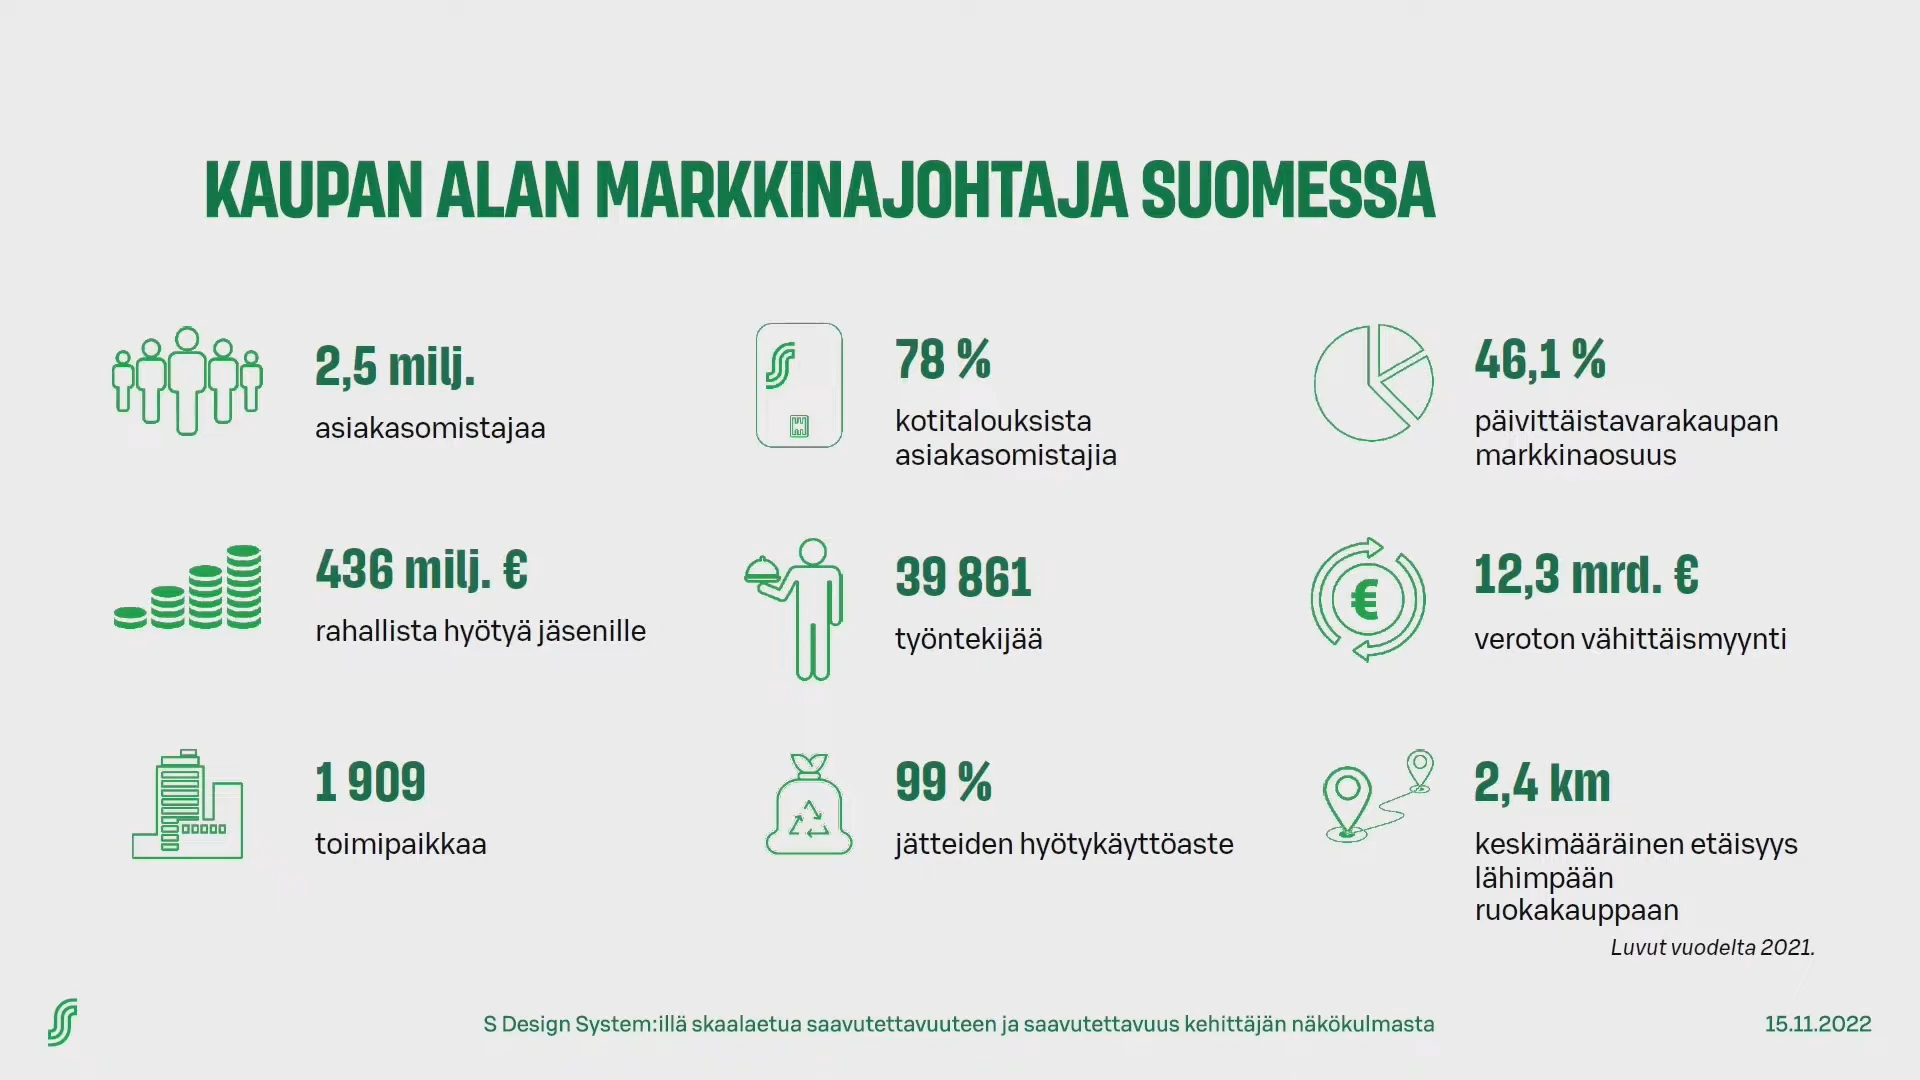 KAUPAN ALAN MARKKINAJOHTAJA SUOMESSA
2,5 milj.
asiakasomistajaa
78 %
kotitalouksista
asiakasomistajia
46,1 %
päivittäistavarakaupan
markkinaosuus
436 milj. €
rahallista hyötyä jäsenille
39 861
työntekijää
€
12,3 mrd. €
veroton vähittäismyynti
1 909
toimipaikkaa
99 %
jätteiden hyötykäyttöaste
2,4 km
keskimääräinen etäisyys
lähimpään
ruokakauppaan
Luvut vuodelta 2021.
S Design System:illä skaalaetua saavutettavuuteen ja saavutettavuus kehittäjän näkökulmasta
15.11.2022